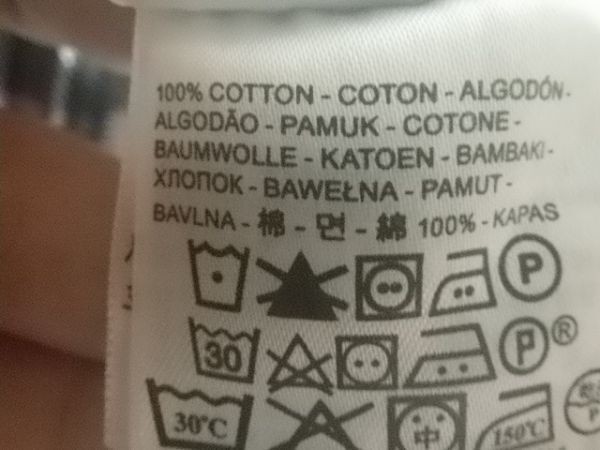 100% COTTON - COTON - ALGODÓN -
ALGODÃO - PAMUK - COTONE -
BAUMWOLLE - KATOEN - BAMBAKI -
ХЛОПОК - BAWEŁNA - PAMUT -
BAVLNA - 棉 - 면 - 綿 100% - KAPAS
P
30 P ®
30°C 中 150℃ P